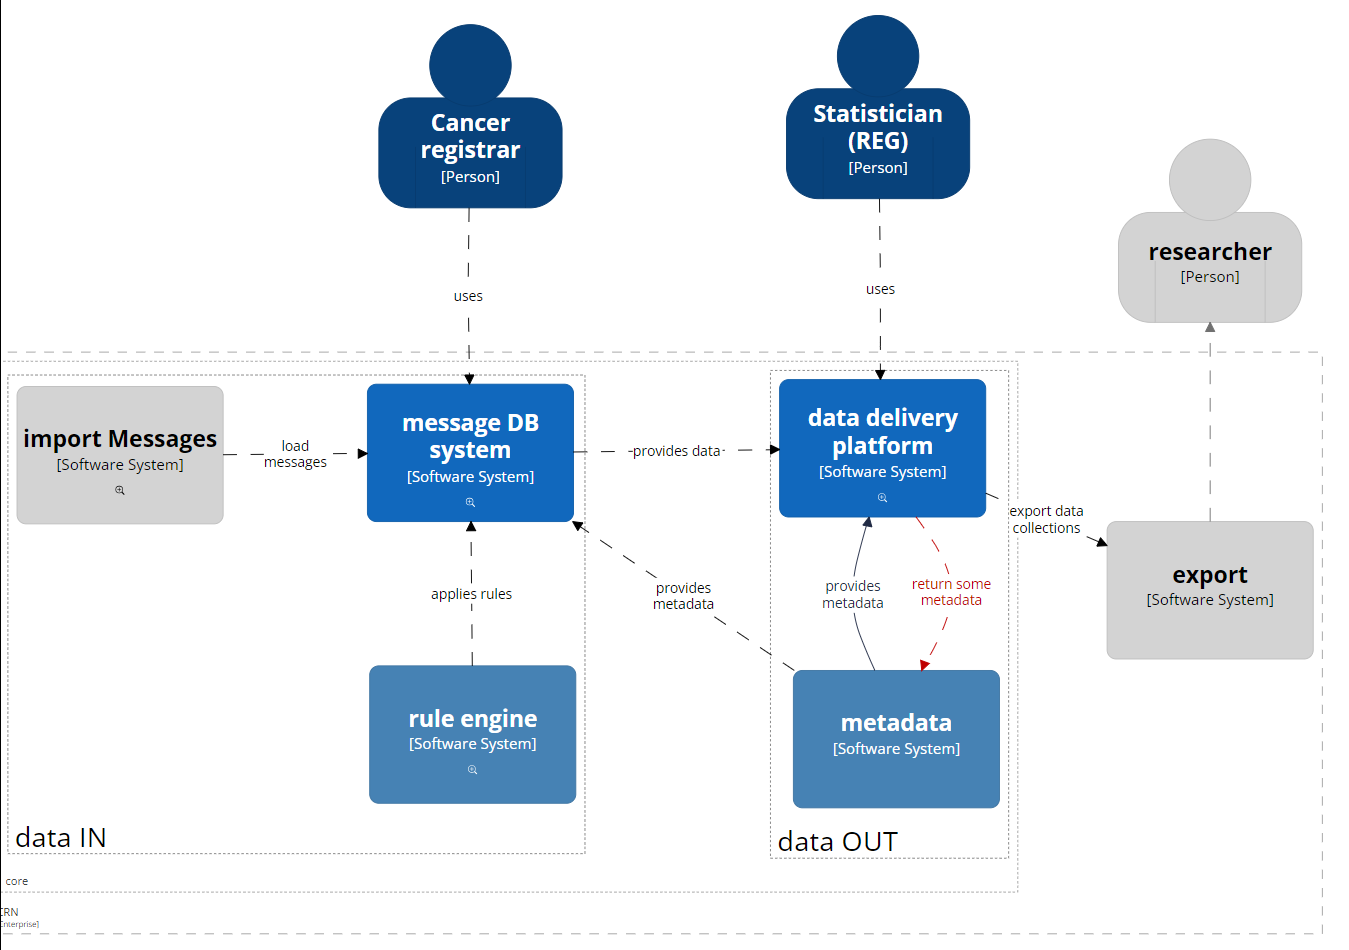 Cancer
registrar
[Person]
Statistician
(REG)
[Person]
researcher
[Person]
uses
uses
import Messages
[Software System]
load
messages
message DB
system
[Software System]
provides data
data delivery
platform
[Software System]
export data
collections
export
[Software System]
applies rules
provides
metadata
provides
metadata
return some
metadata
rule engine
[Software System]
metadata
[Software System]
data IN
data OUT
core